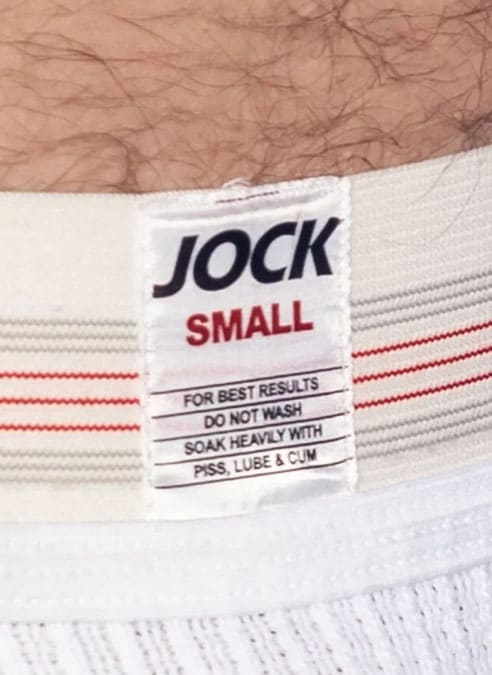 JOCK
SMALL
FOR BEST RESULTS
DO NOT WASH
SOAK HEAVILY WITH
PISS, LUBE & CUM